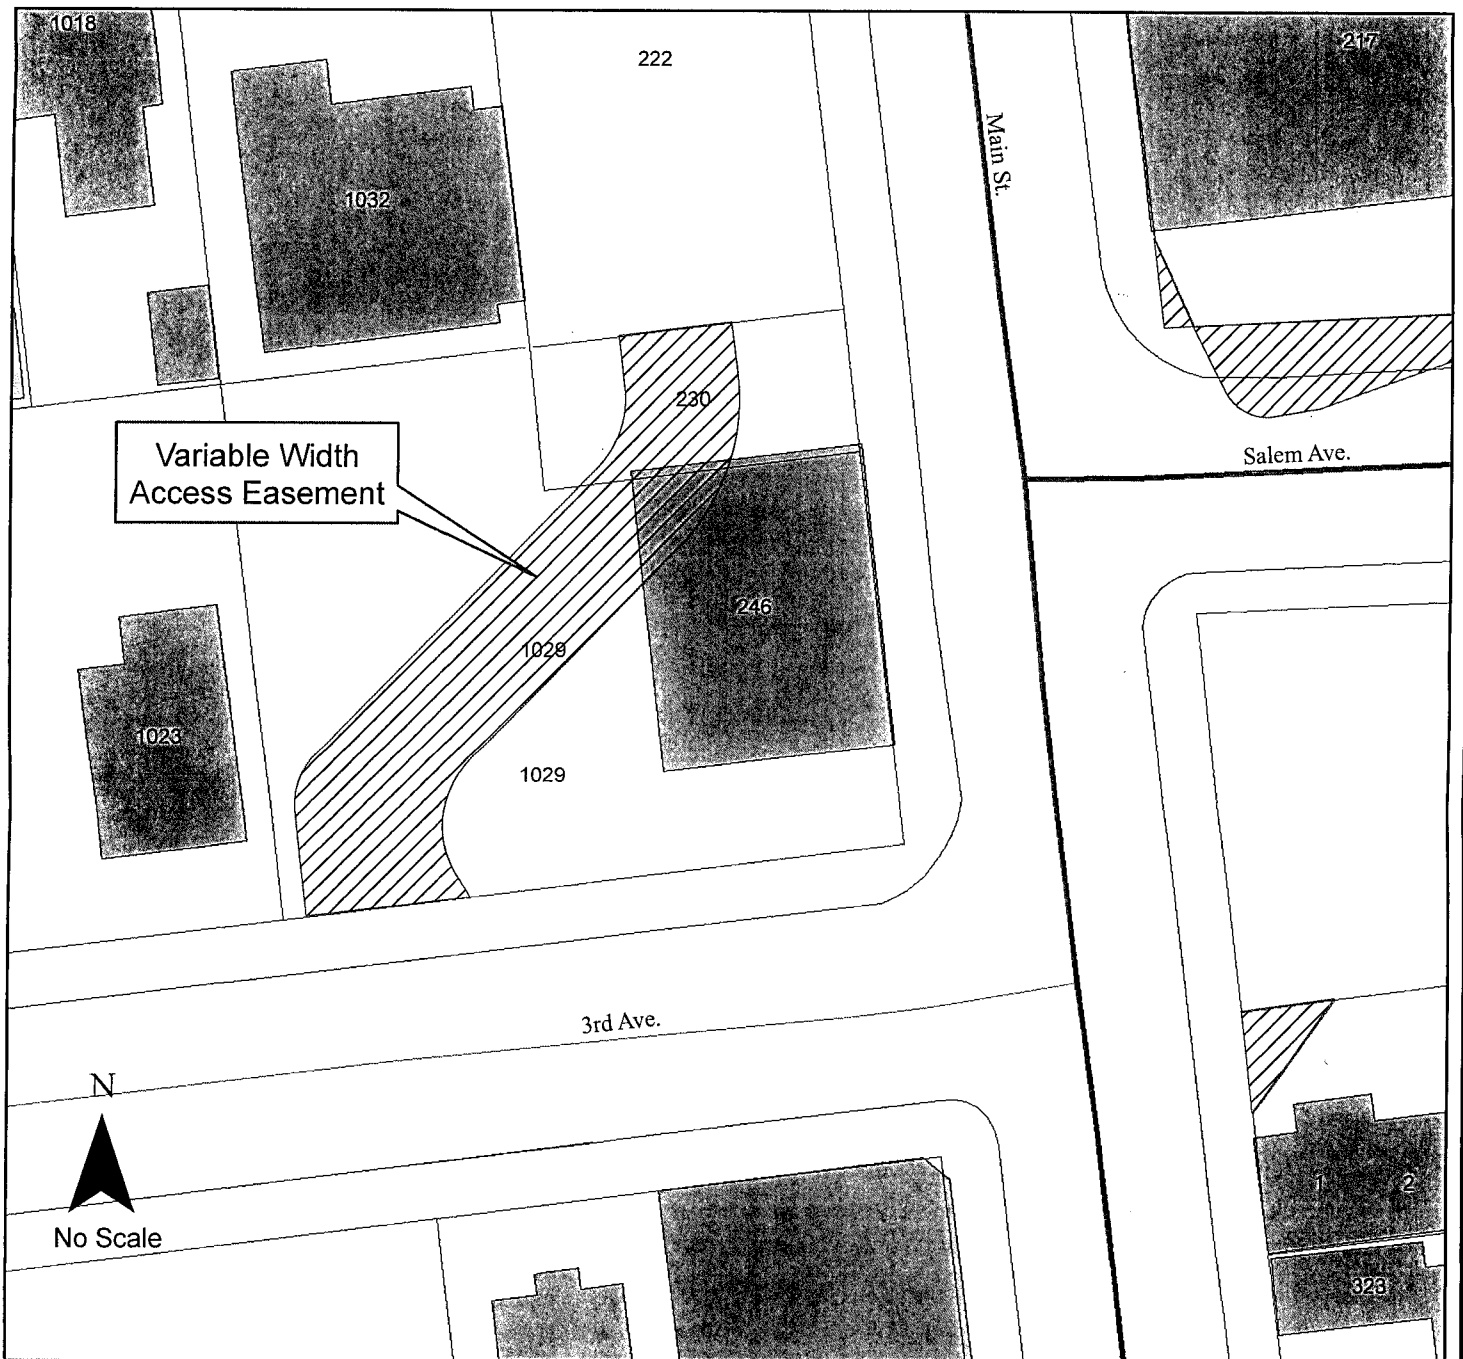 1018
222
217
Main St.
1032
230
Variable Width
Access Easement
Salem Ave.
246
1029
1023
1029
3rd Ave.
N
No Scale
1
2
323